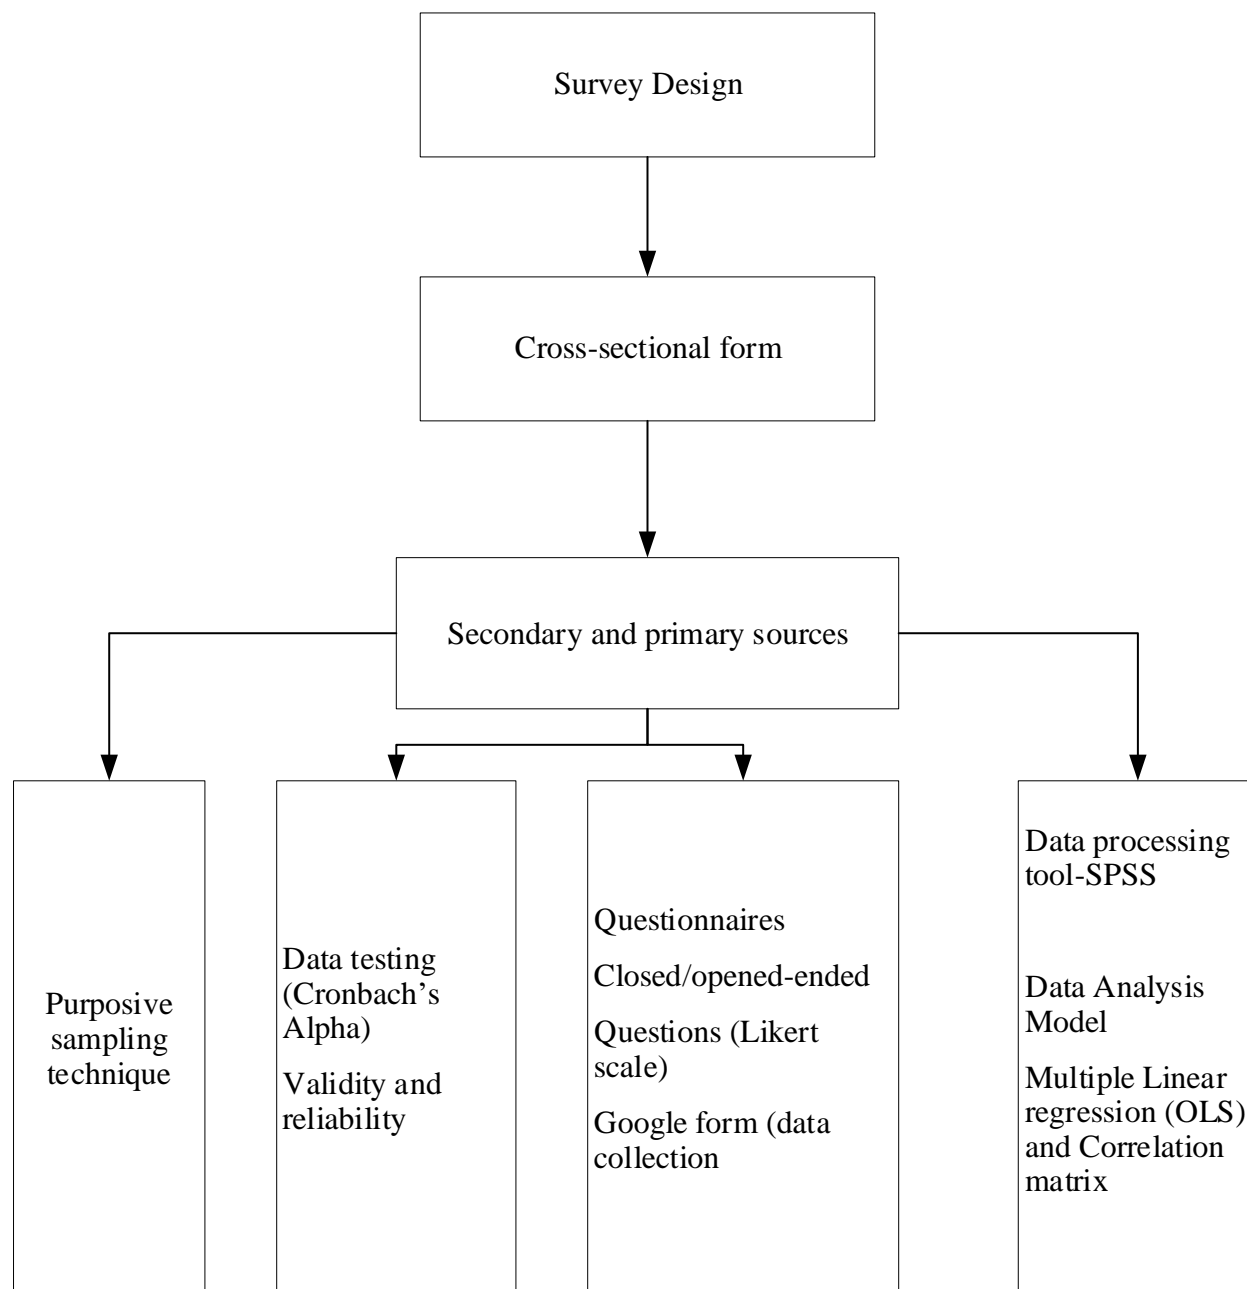 Survey Design
Cross-sectional form
Secondary and primary sources
Purposive
sampling
technique
Data testing
(Cronbach’s
Alpha)
Validity and
reliability
Questionnaires
Closed/opened-ended
Questions (Likert
scale)
Google form (data
collection
Data processing
tool-SPSS
Data Analysis
Model
Multiple Linear
regression (OLS)
and Correlation
matrix